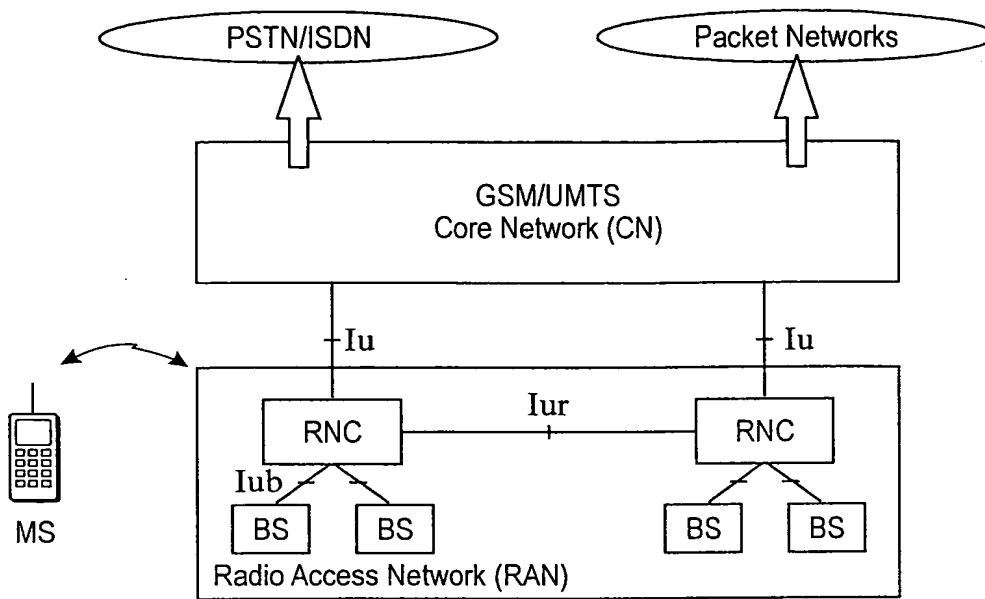 PSTN/ISDN
Packet Networks
GSM/UMTS
Core Network (CN)
Iu
Iu
RNC
Iur
RNC
Iub
BS
BS
BS
BS
MS
Radio Access Network (RAN)